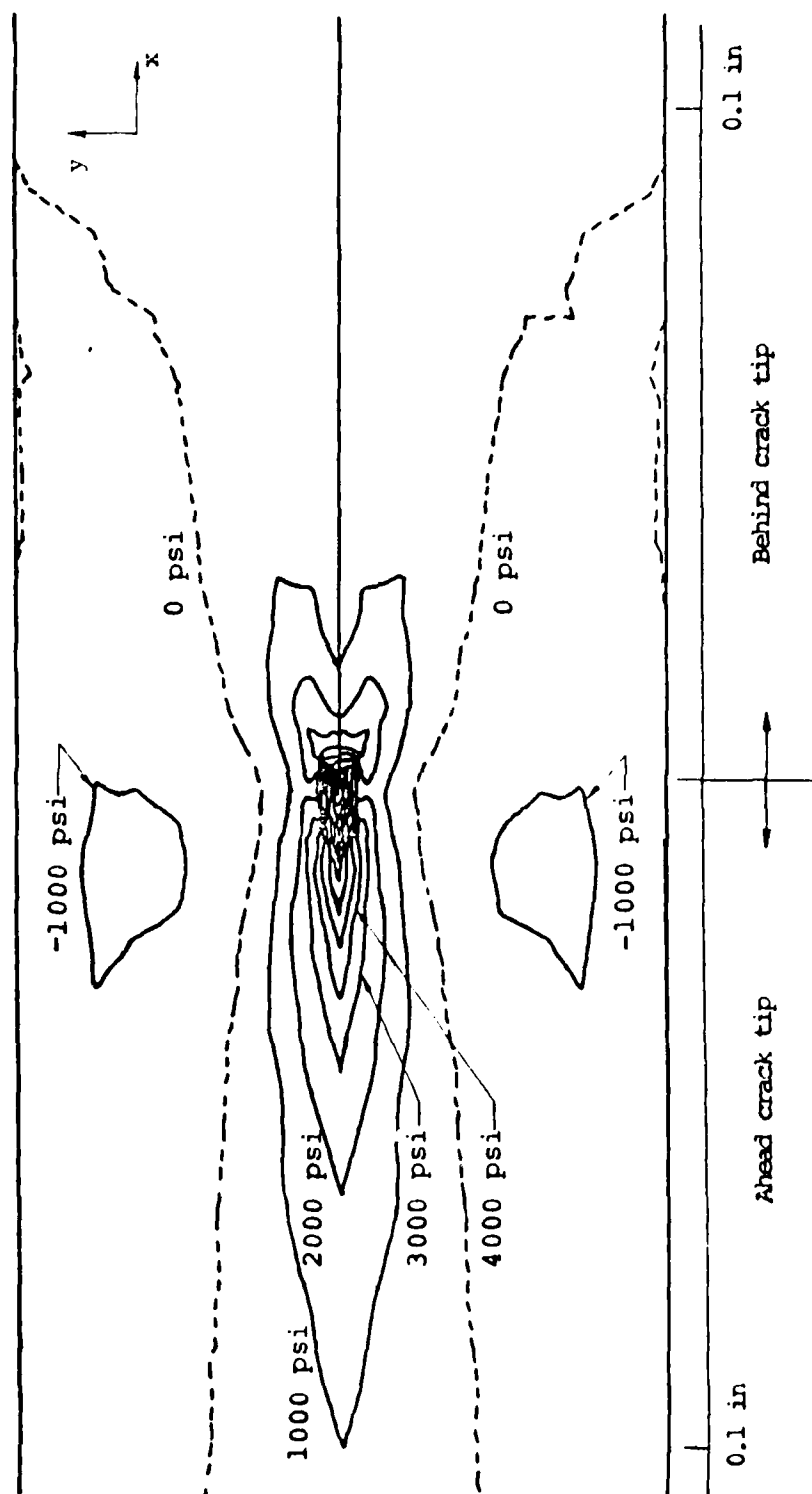 y
x
-1000 psi
0 psi
1000 psi
2000 psi
3000 psi
4000 psi
0 psi
-1000 psi
0.1 in
Ahead crack tip
Behind crack tip
0.1 in